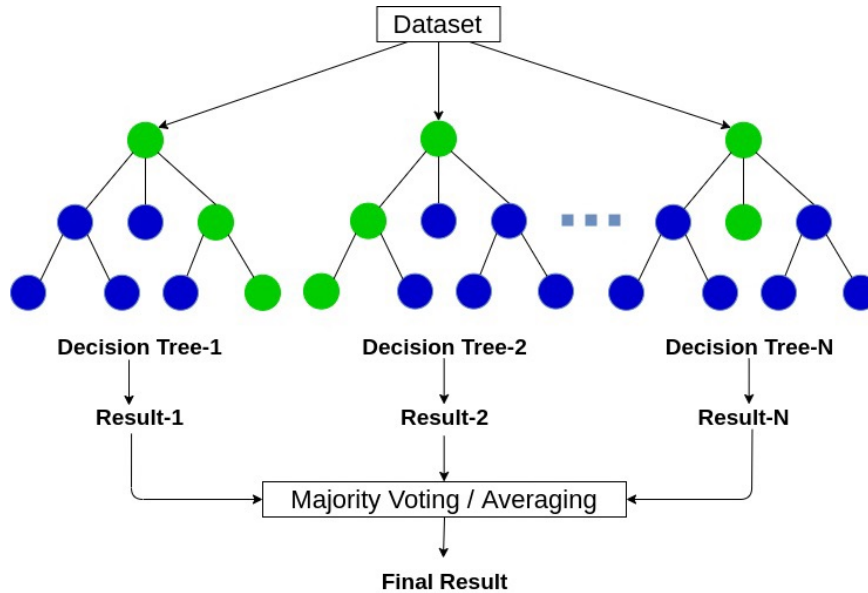 Dataset
Decision Tree-1
Decision Tree-2
Decision Tree-N
Result-1
Result-2
Result-N
Majority Voting / Averaging
Final Result